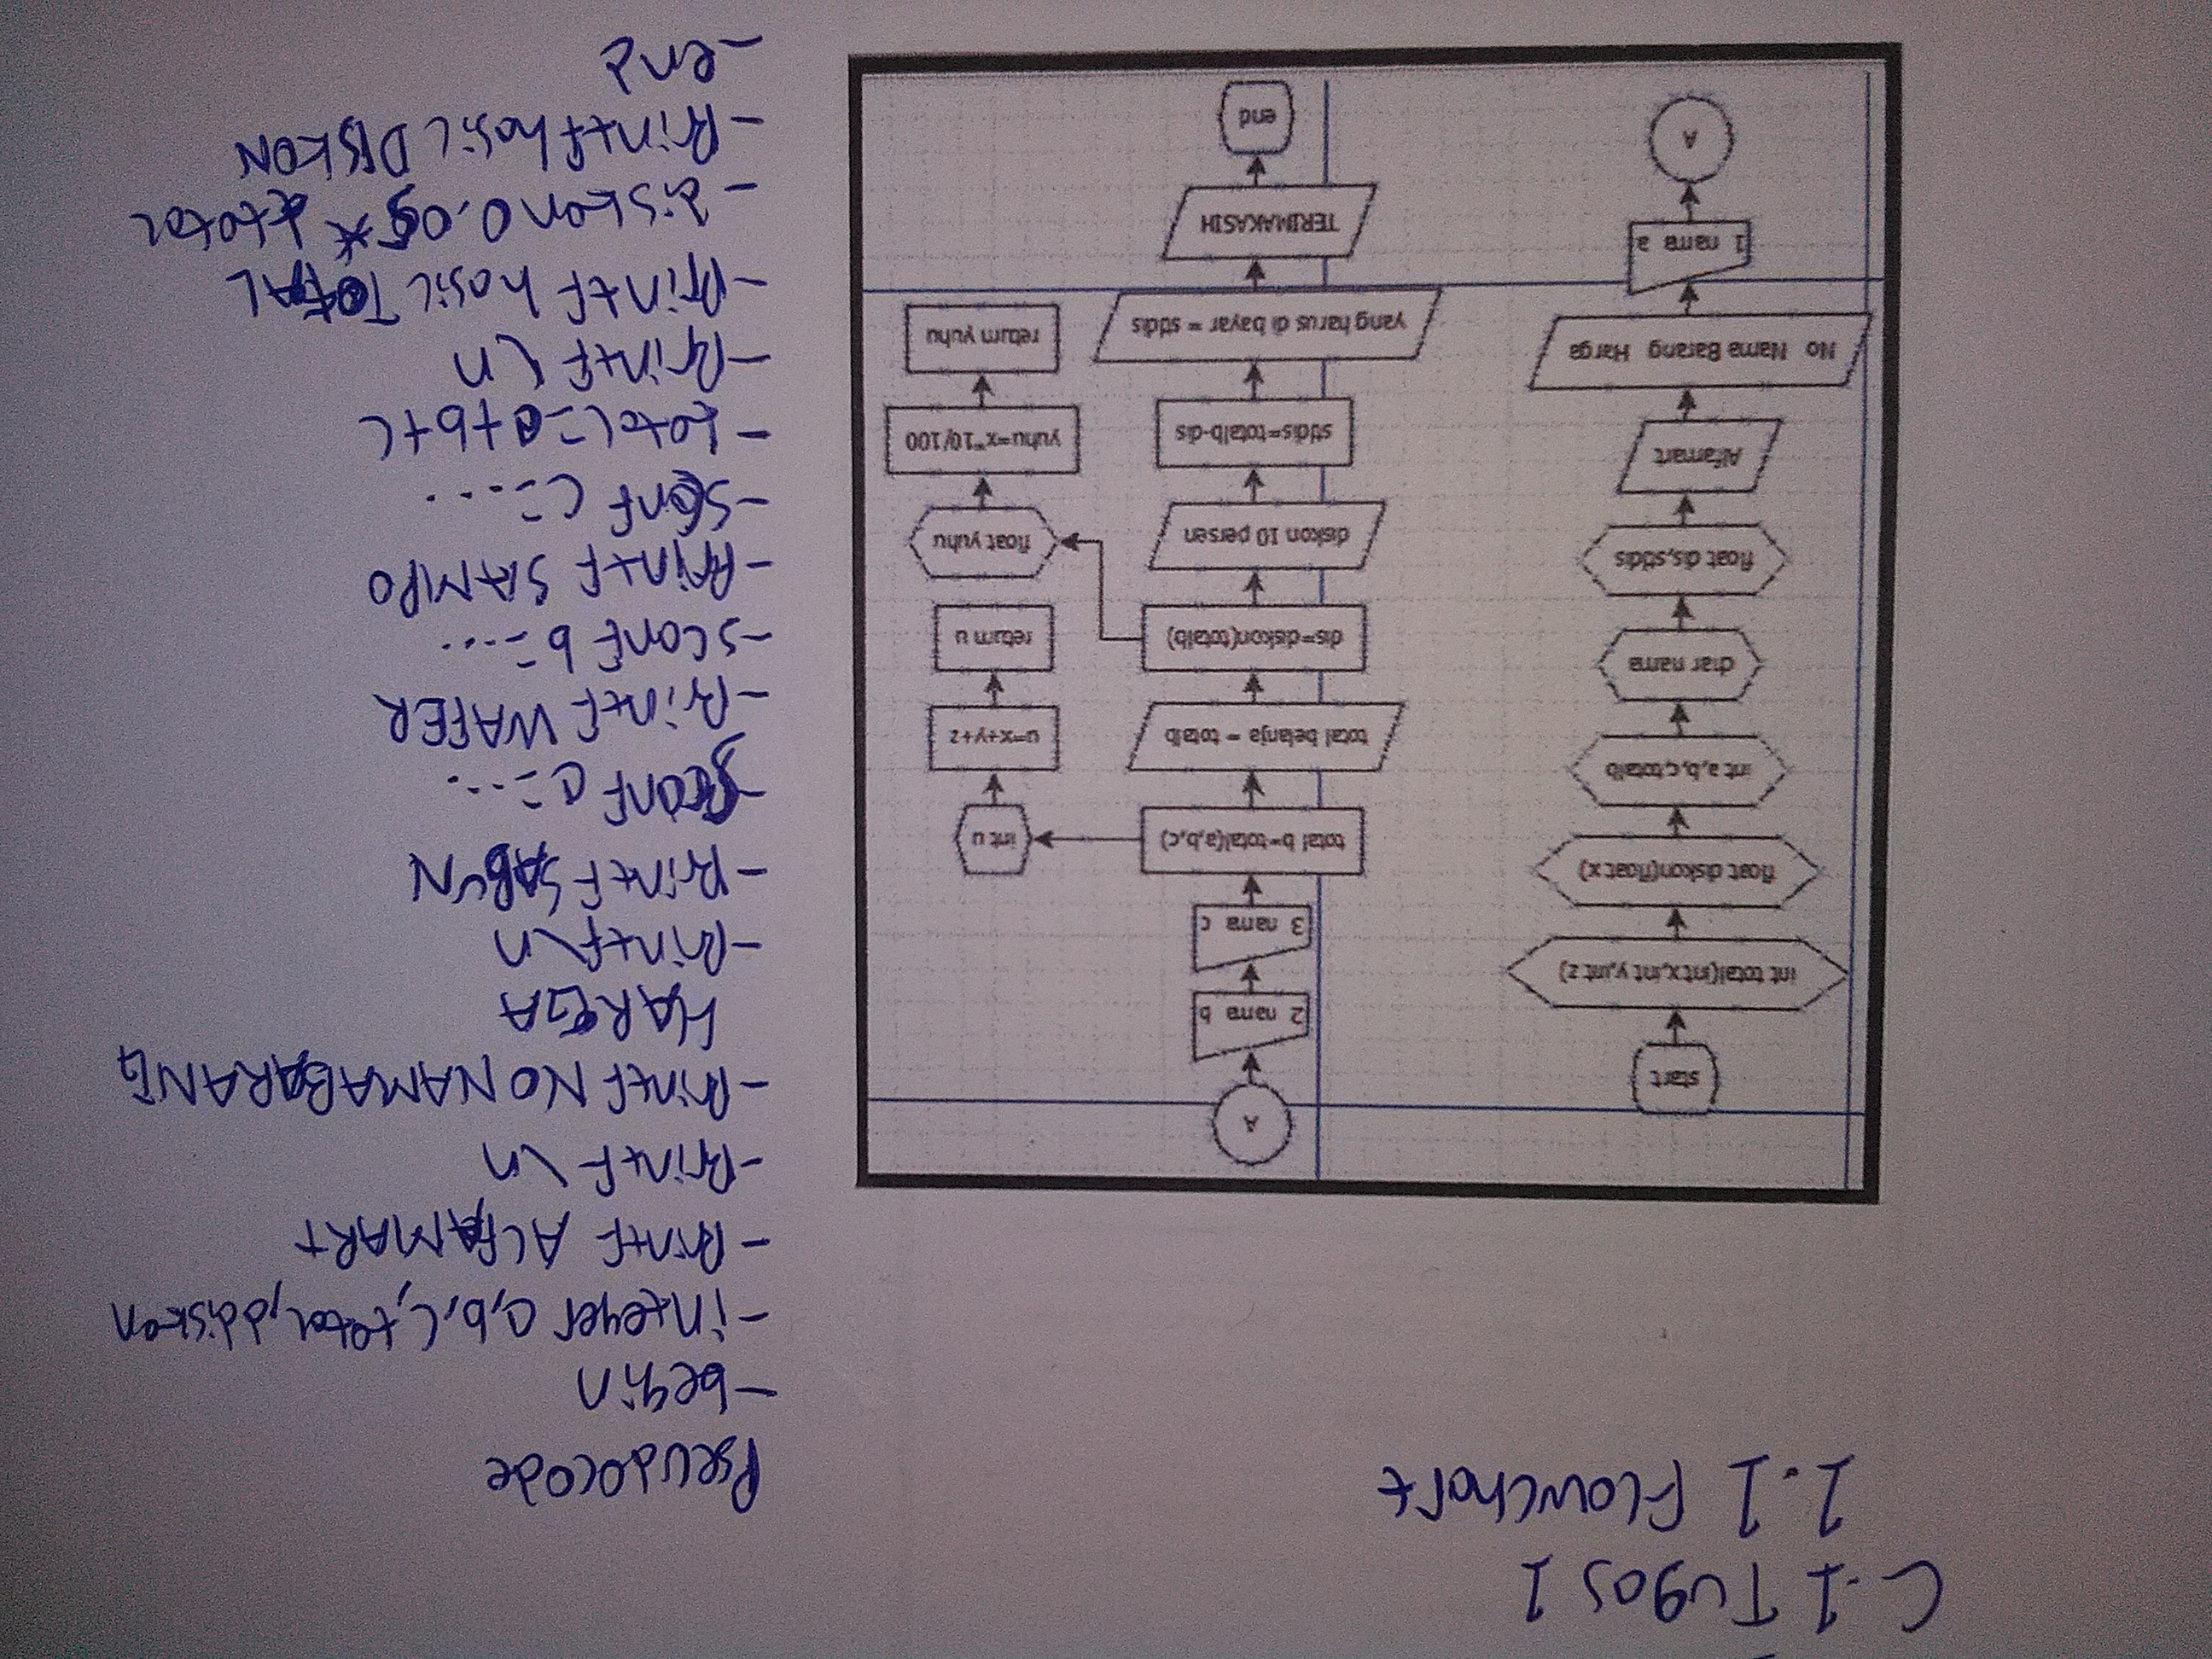 C.1 Tugas 1
1.1 Flowchart
start
int total(int x,int y,int z)
float diskon(float x)
int a,b,c,totalb
char nama
float dis,stdis
Alfamart
No Nama Barang Harga
1 nama a
A
A
2 nama b
3 nama c
total b=total(a,b,c)
total belanja = totalb
dis=diskon(totalb)
diskon 10 persen
stdis=totalb-dis
yang harus di bayar = stdis
TERIMAKASIH
end
int u
u=x+y+z
return u
float yuhu
yuhu=x*10/100
return yuhu
Pseudocode
- begin
- integer a,b,c,total,ddiskon
- Printf ALFAMART
- Printf \n
- Printf NO NAMABARANG
HARGA
- Printf \n
- Printf SABUN
- Scanf a=...
- Printf WAFER
- Scanf b=...
- Printf SAMPO
- Scanf c=....
- total=a+b+c
- Printf \n
- Printf hasil TOTAL
- diskon 0.05* total
- Printf hasil DISKON
- end